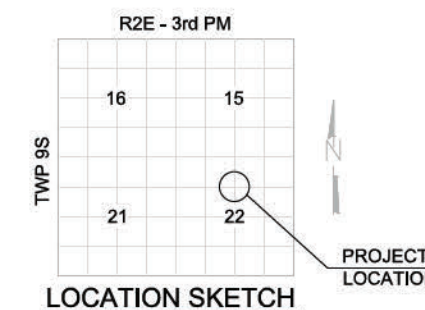 R2E - 3rd PM
16 15
TWP 9S
N
21 22
PROJECT
LOCATIO
LOCATION SKETCH